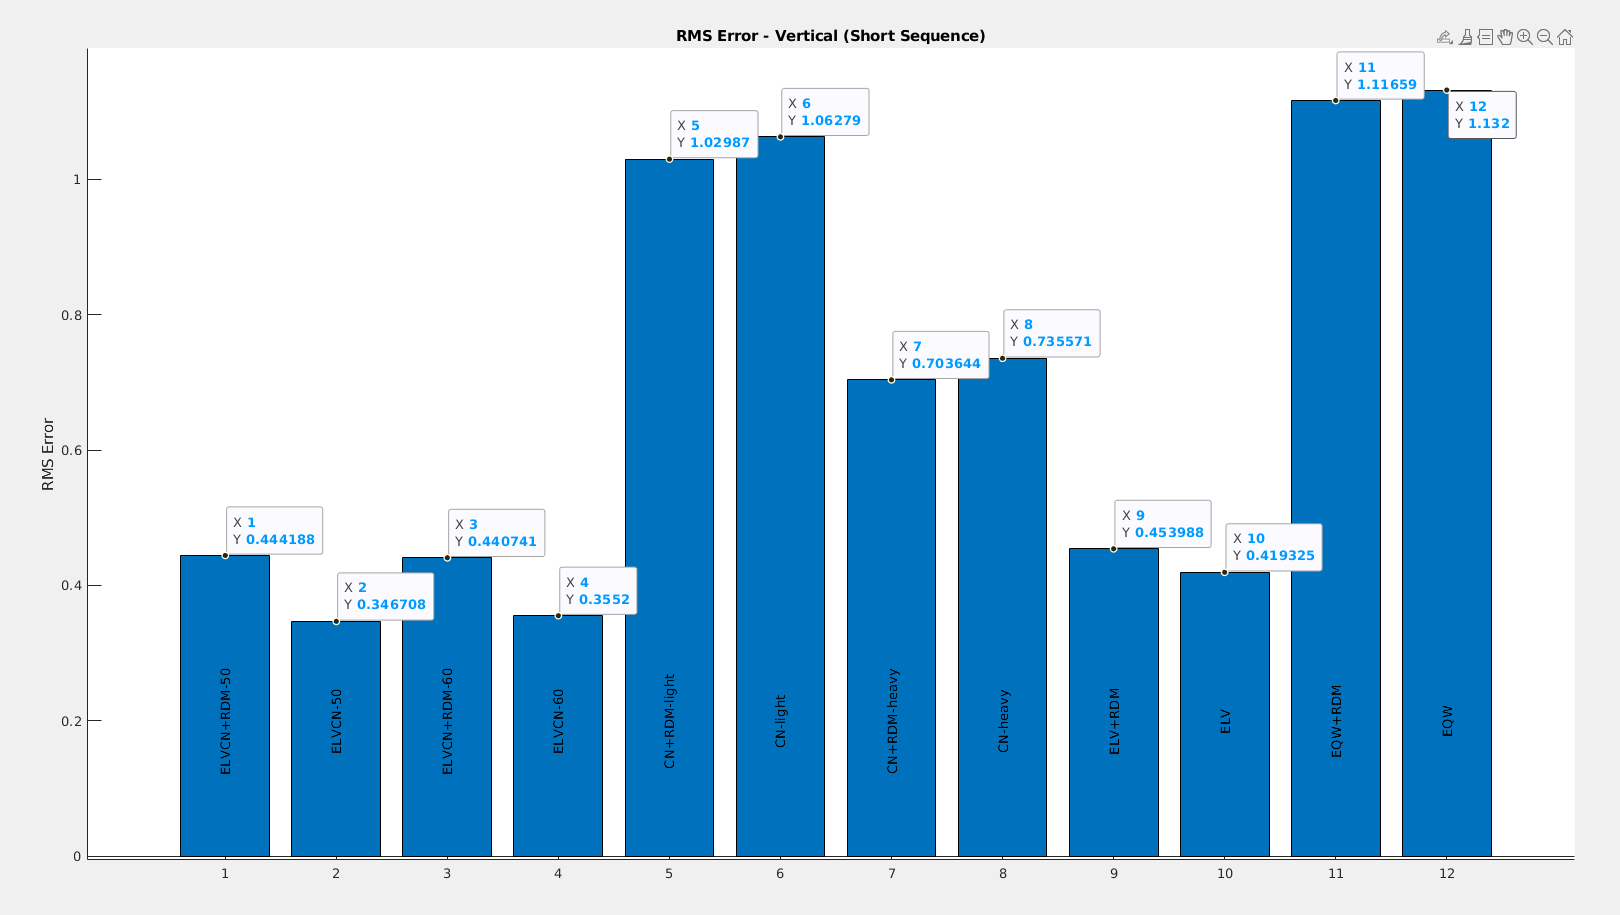 RMS Error - Vertical (Short Sequence)
RMS Error
1
0.8
0.6
0.4
0.2
0
X 1
Y 0.444188
X 2
Y 0.346708
X 3
Y 0.440741
X 4
Y 0.3552
X 5
Y 1.02987
X 6
Y 1.06279
X 7
Y 0.703644
X 8
Y 0.735571
X 9
Y 0.453988
X 10
Y 0.419325
X 11
Y 1.11659
X 12
Y 1.132
ELVCN+RDM-50
ELVCN-50
ELVCN+RDM-60
ELVCN-60
CN+RDM-light
CN-light
CN+RDM-heavy
CN-heavy
ELV+RDM
ELV
EQW+RDM
EQW
1 2 3 4 5 6 7 8 9 10 11 12